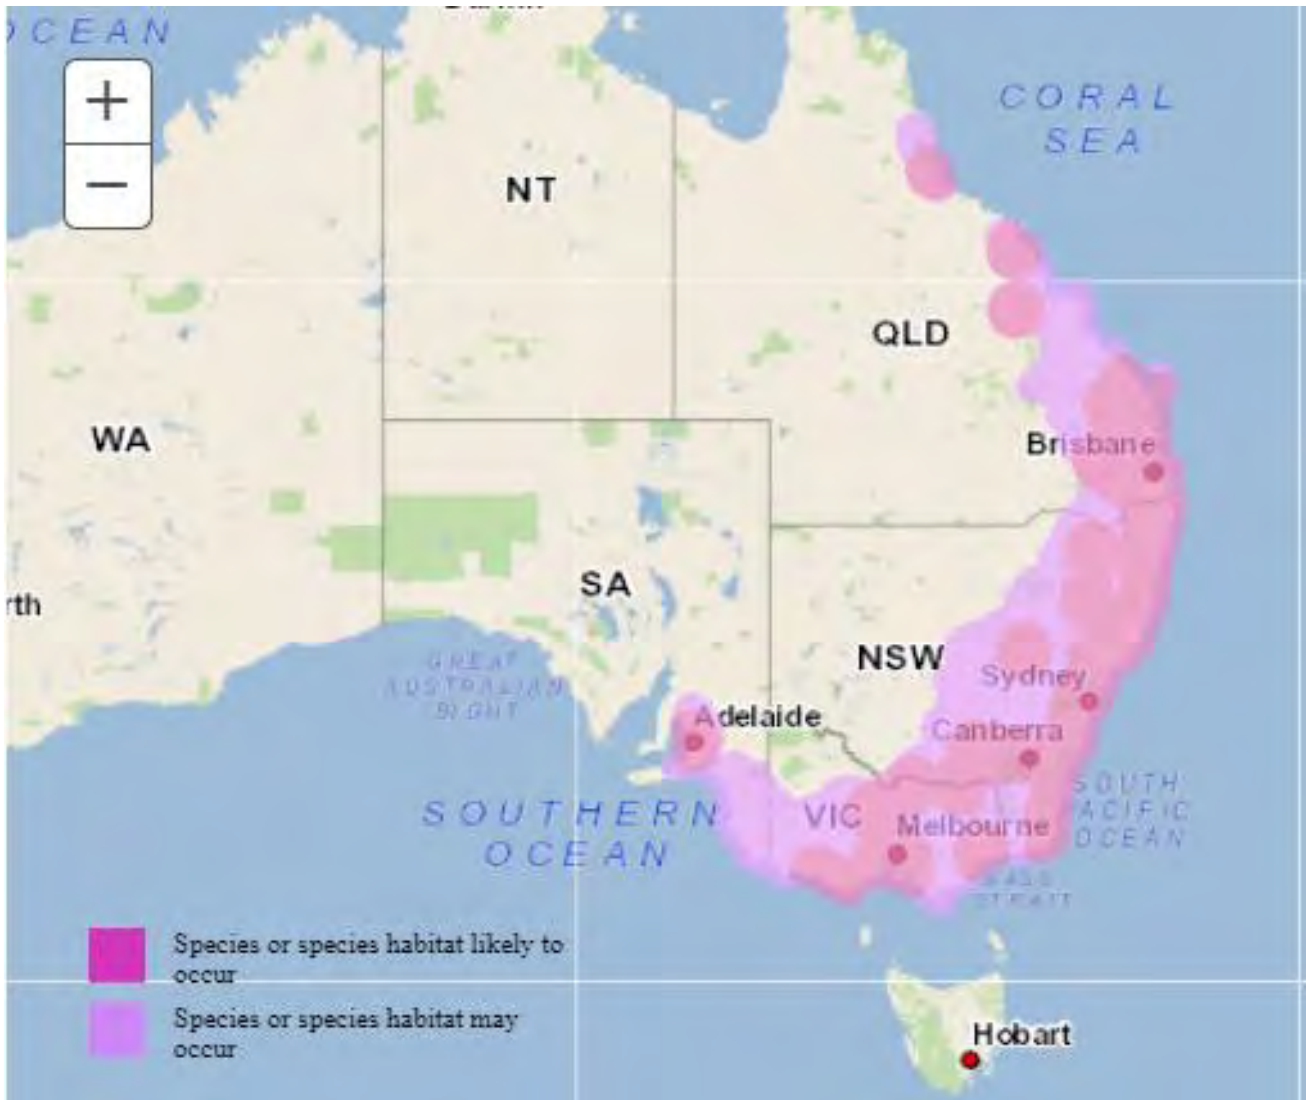 OCEAN
+
−
CORAL
SEA
NT
QLD
WA
Brisbane
SA
rth
NSW
GREAT
AUSTRALIAN
BIGHT
Sydney
Adelaide
Canberra
SOUTH
PACIFIC
OCEAN
SOUTHERN
OCEAN
VIC
Melbourne
BASS
STRAIT
Species or species habitat likely to
occur
Species or species habitat may
occur
Hobart